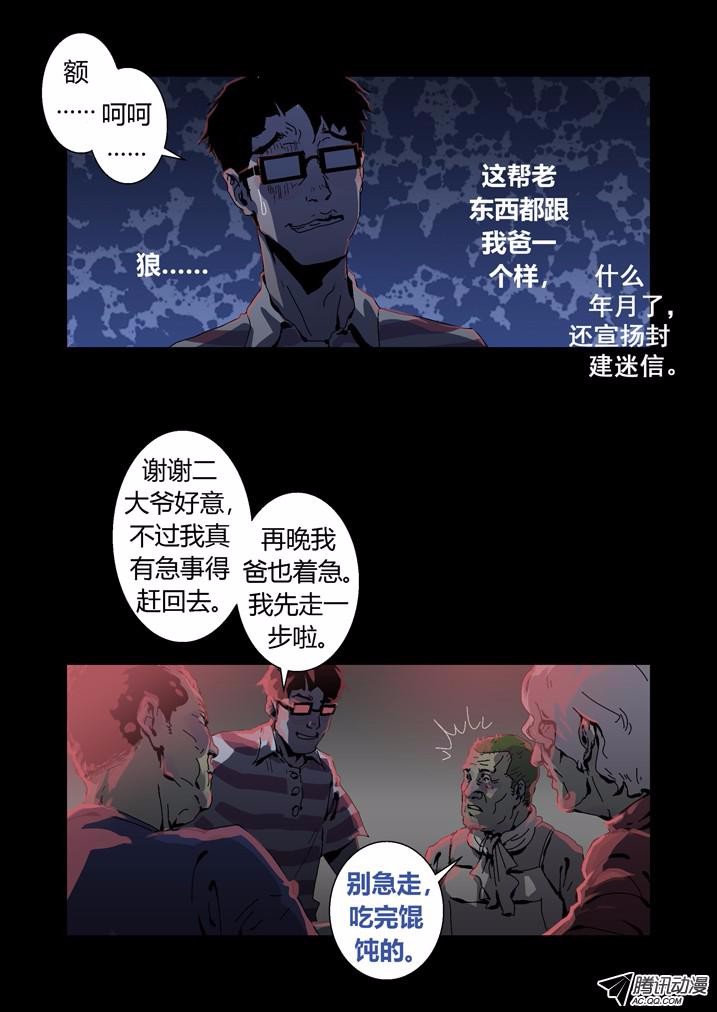 额
……
呵呵
……
狼……
这帮老
东西都跟
我爸一
个样，
什么
年月了，
还宣扬封
建迷信。
谢谢二
大爷好意，
不过我真
有急事得
赶回去。
再晚我
爸也着急。
我先走一
步啦。
别急走，
吃完馄
饨的。
腾讯动漫
AC.QQ.COM